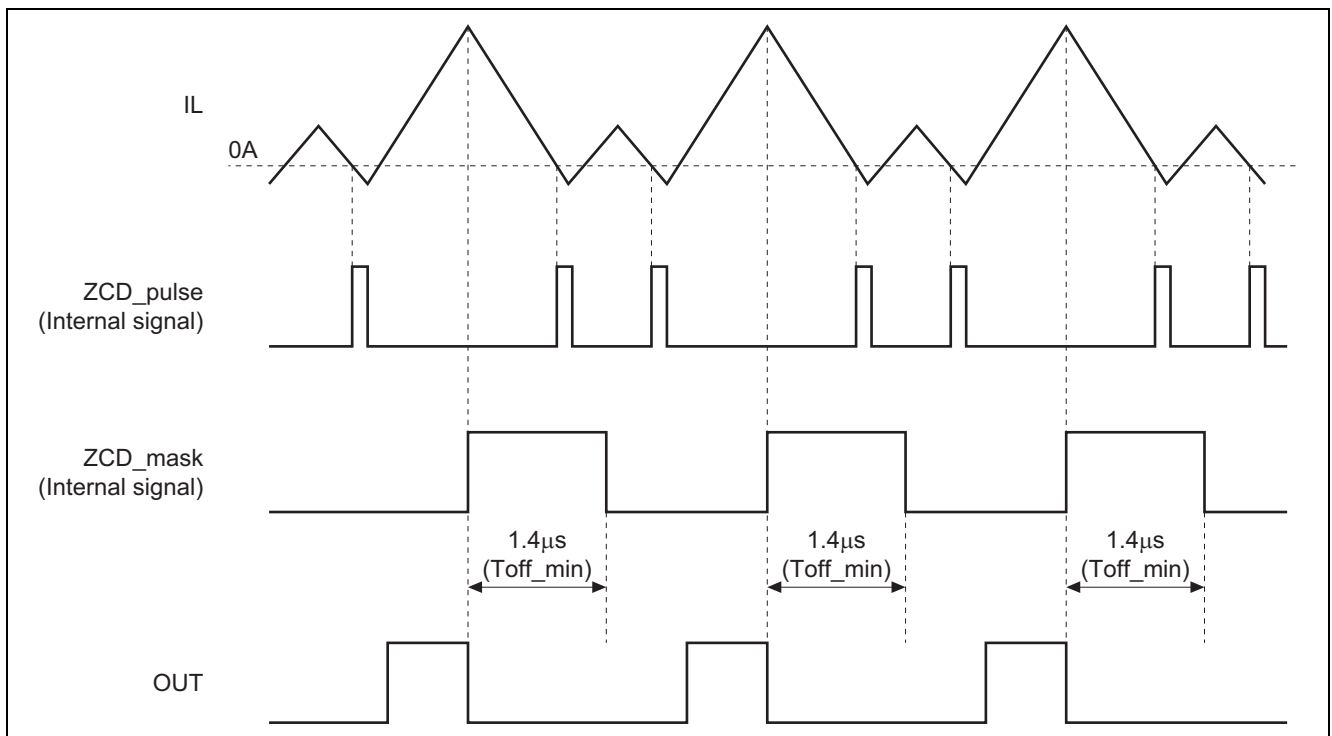 IL
0A
ZCD_pulse
(Internal signal)
ZCD_mask
(Internal signal)
1.4μs
(Toff_min)
1.4μs
(Toff_min)
1.4μs
(Toff_min)
OUT